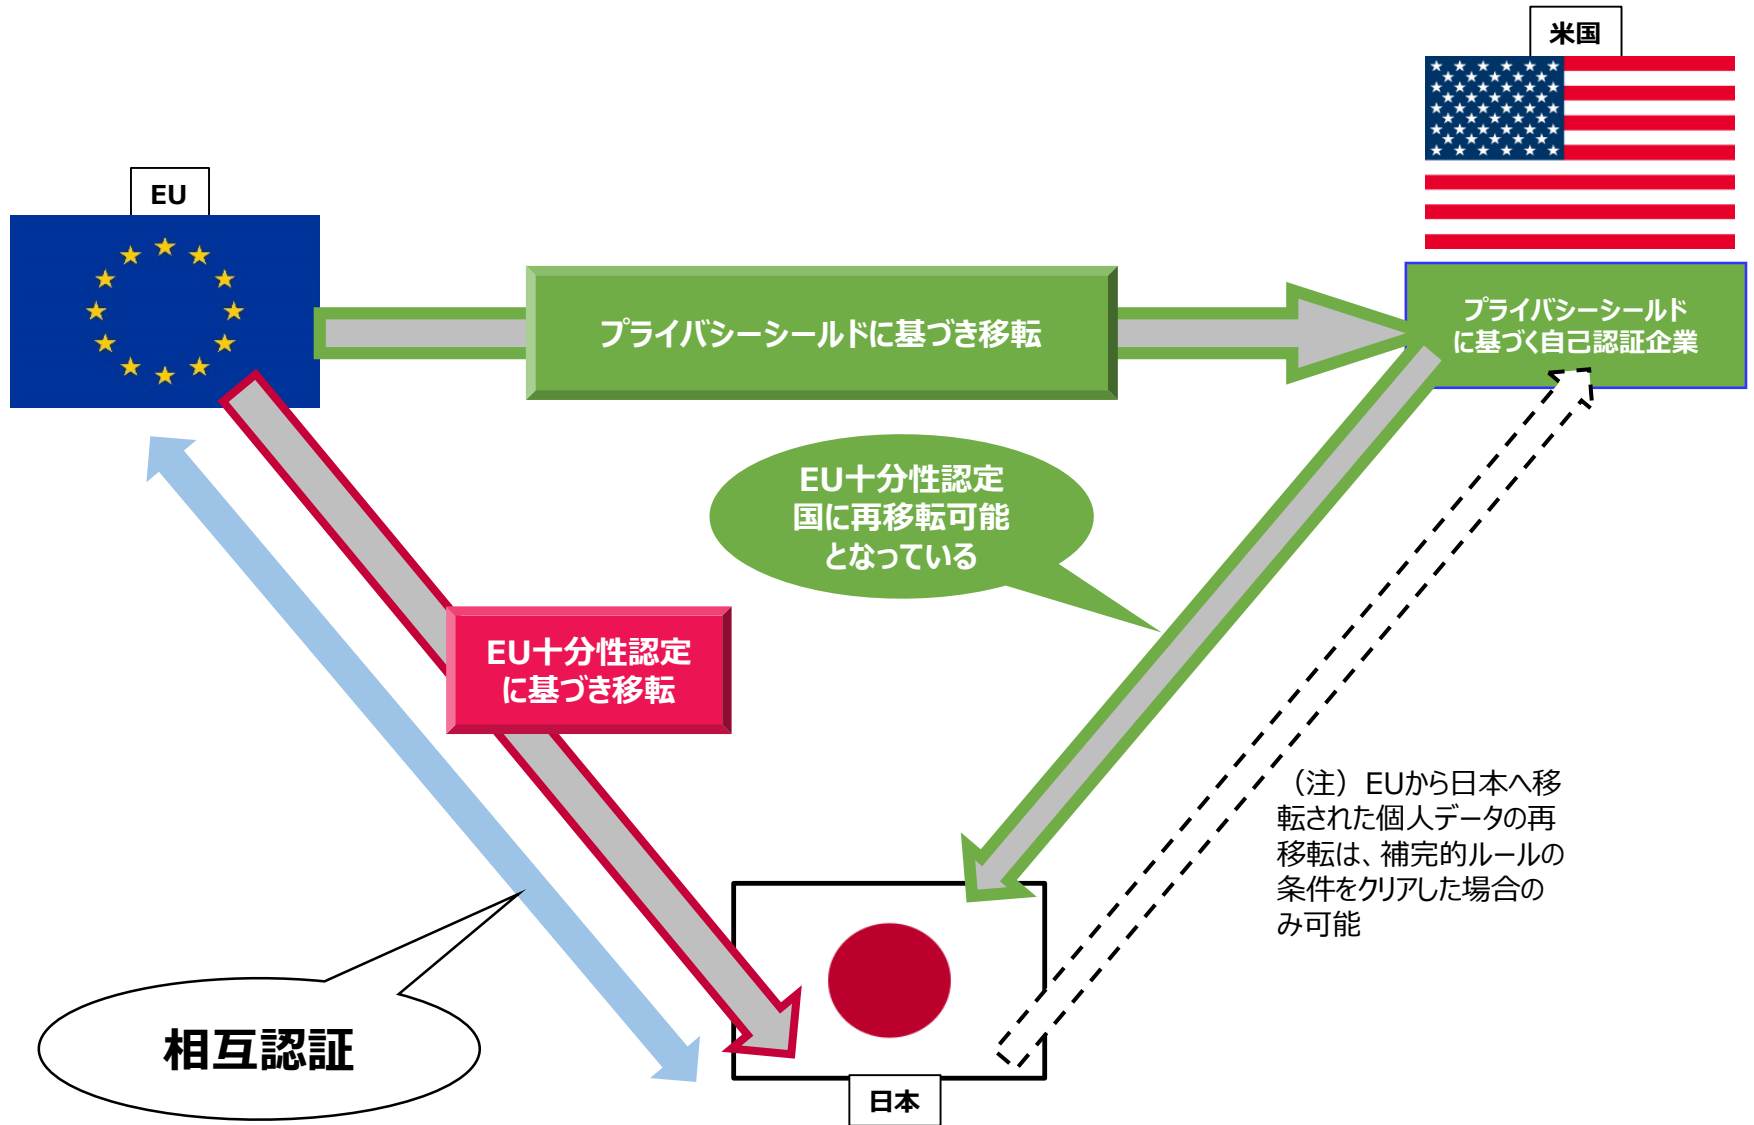 米国
EU
プライバシーシールドに基づき移転
プライバシーシールド
に基づく自己認証企業
EU十分性認定
国に再移転可能
となっている
EU十分性認定
に基づき移転
（注）EUから日本へ移
転された個人データの再
移転は、補完的ルールの
条件をクリアした場合の
み可能
相互認証
日本